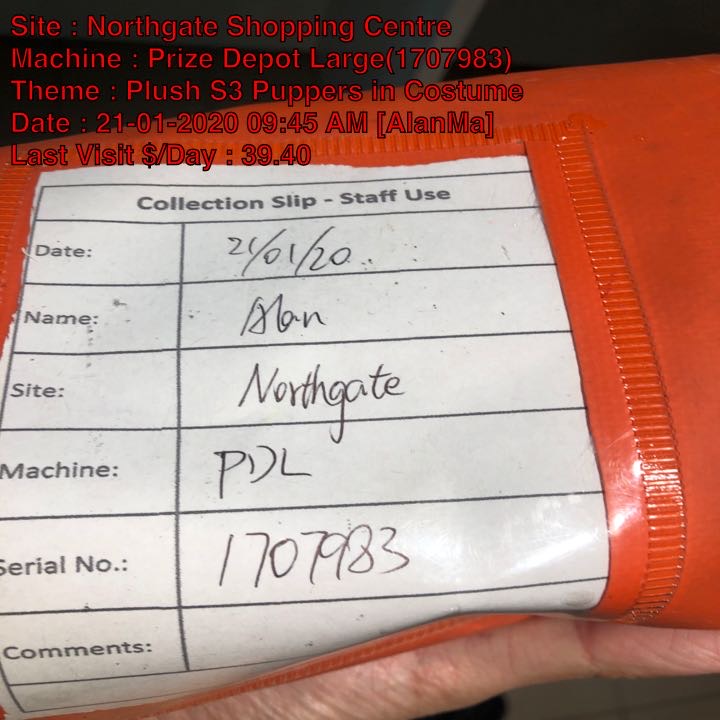 Site : Northgate Shopping Centre
Machine : Prize Depot Large(1707983)
Theme : Plush S3 Puppers in Costume
Date : 21-01-2020 09:45 AM [AlanMa]
Last Visit $/Day : 39.40
Collection Slip - Staff Use
Date: 21/01/20
Name: Alan
Site: Northgate
Machine: PDL
Serial No.: 1707983
Comments: